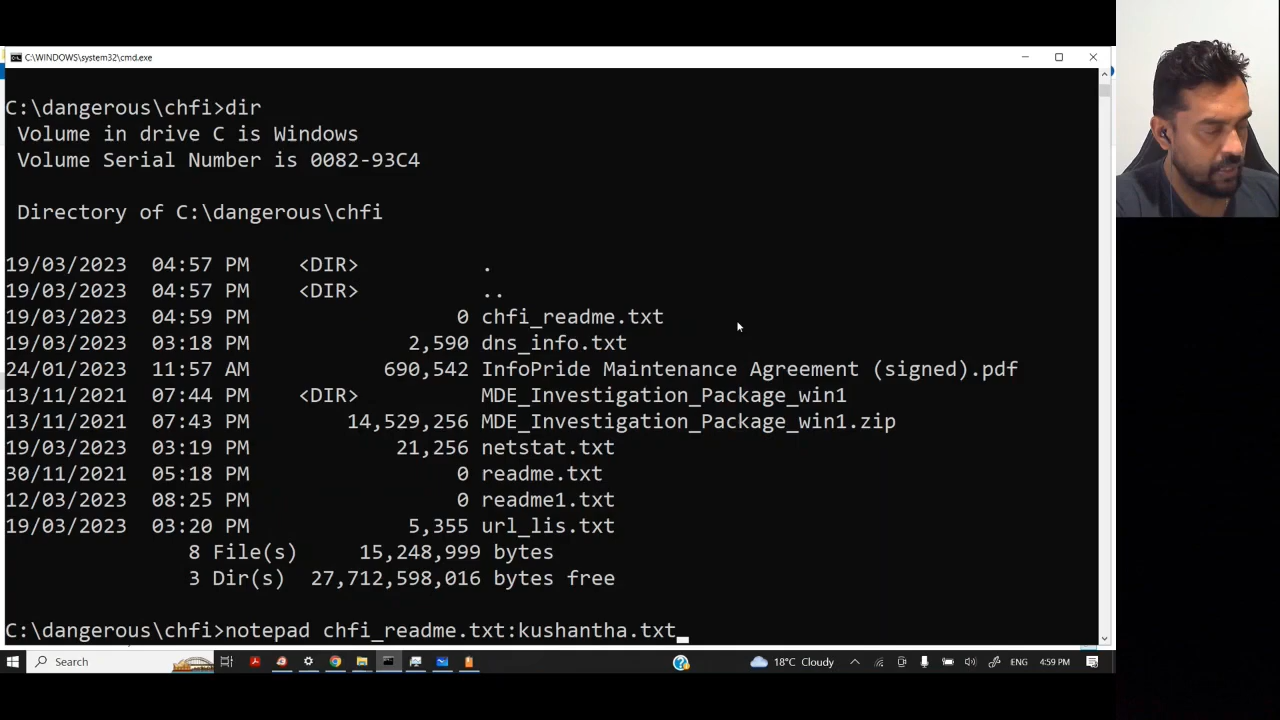 C:\WINDOWS\system32\cmd.exe
C:\dangerous\chfi>dir
Volume in drive C is Windows
Volume Serial Number is 0082-93C4
Directory of C:\dangerous\chfi
19/03/2023  04:57 PM    <DIR>          .
19/03/2023  04:57 PM    <DIR>          ..
19/03/2023  04:59 PM                 0 chfi_readme.txt
19/03/2023  03:18 PM             2,590 dns_info.txt
24/01/2023  11:57 AM           690,542 InfoPride Maintenance Agreement (signed).pdf
13/11/2021  07:44 PM    <DIR>          MDE_Investigation_Package_win1
13/11/2021  07:43 PM        14,529,256 MDE_Investigation_Package_win1.zip
19/03/2023  03:19 PM            21,256 netstat.txt
30/11/2021  05:18 PM                 0 readme.txt
12/03/2023  08:25 PM                 0 readme1.txt
19/03/2023  03:20 PM             5,355 url_lis.txt
8 File(s)     15,248,999 bytes
3 Dir(s)  27,712,598,016 bytes free
C:\dangerous\chfi>notepad chfi_readme.txt:kushantha.txt
Search
18°C Cloudy
ENG
4:59 PM